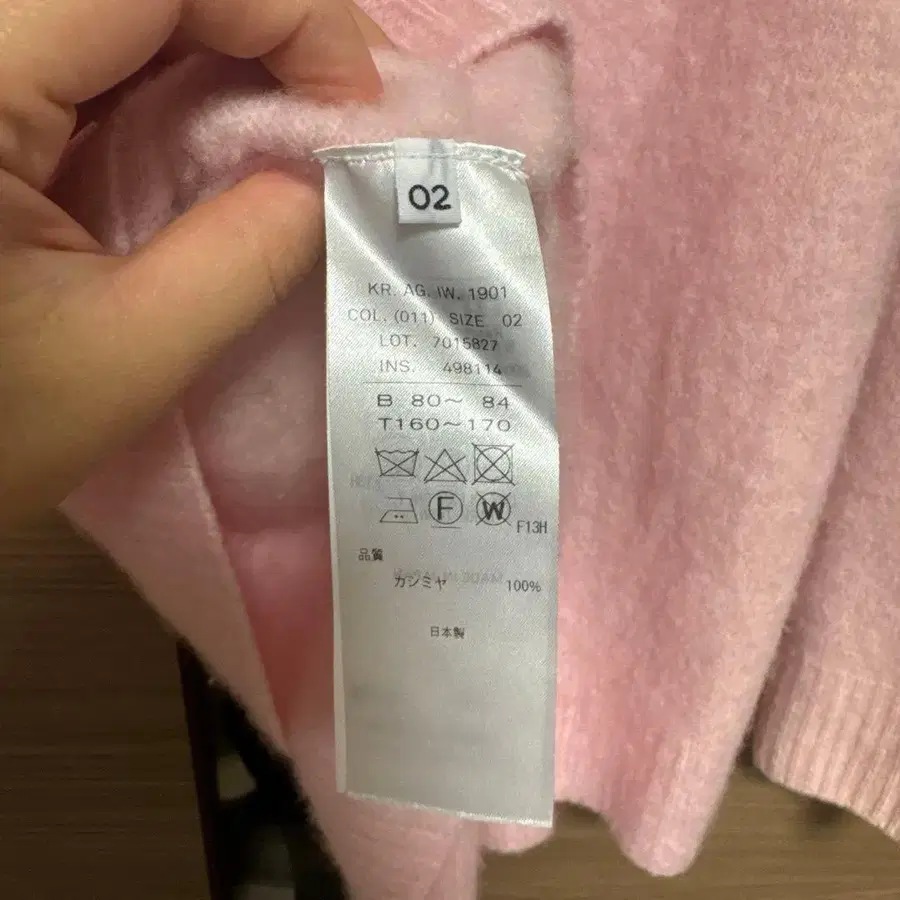 02
KR. AG. IW. 1901
COL. (011) SIZE 02
LOT. 7015827
INS. 498114
B 80～ 84
T160～170
F W F13H
品質
カシミヤ 100%
日本製